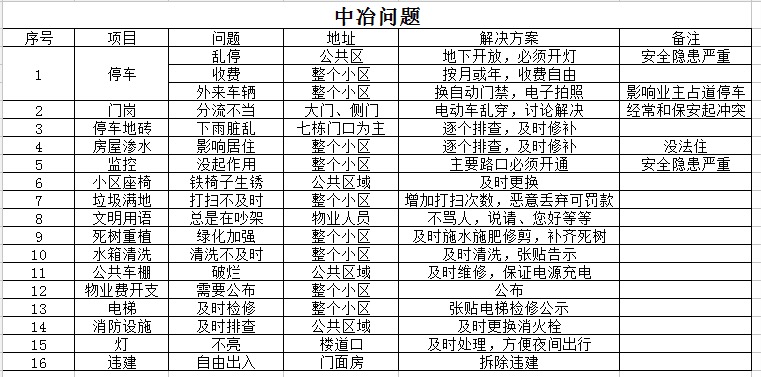 中冶问题
序号 项目 问题 地址 解决方案 备注
1 停车 乱停 公共区 地下开放，必须开灯 安全隐患严重
收费 整个小区 按月或年，收费自由
外来车辆 整个小区 换自动门禁，电子拍照 影响业主占道停车
2 门岗 分流不当 大门、侧门 电动车乱穿，讨论解决 经常和保安起冲突
3 停车地砖 下雨脏乱 七栋门口为主 逐个排查，及时修补
4 房屋渗水 影响居住 整个小区 逐个排查，及时修补 没法住
5 监控 没起作用 整个小区 主要路口必须开通 安全隐患严重
6 小区座椅 铁椅子生锈 公共区域 及时更换
7 垃圾满地 打扫不及时 整个小区 增加打扫次数，恶意丢弃可罚款
8 文明用语 总是在吵架 物业人员 不骂人，说请、您好等等
9 死树重植 绿化加强 整个小区 及时施水施肥修剪，补齐死树
10 水箱清洗 清洗不及时 整个小区 及时清洗，张贴告示
11 公共车棚 破烂 公共区域 及时维修，保证电源充电
12 物业费开支 需要公布 整个小区 公布
13 电梯 及时检修 整个小区 张贴电梯检修公示
14 消防设施 及时排查 公共区域 及时更换消火栓
15 灯 不亮 楼道口 及时处理，方便夜间出行
16 违建 自由出入 门面房 拆除违建